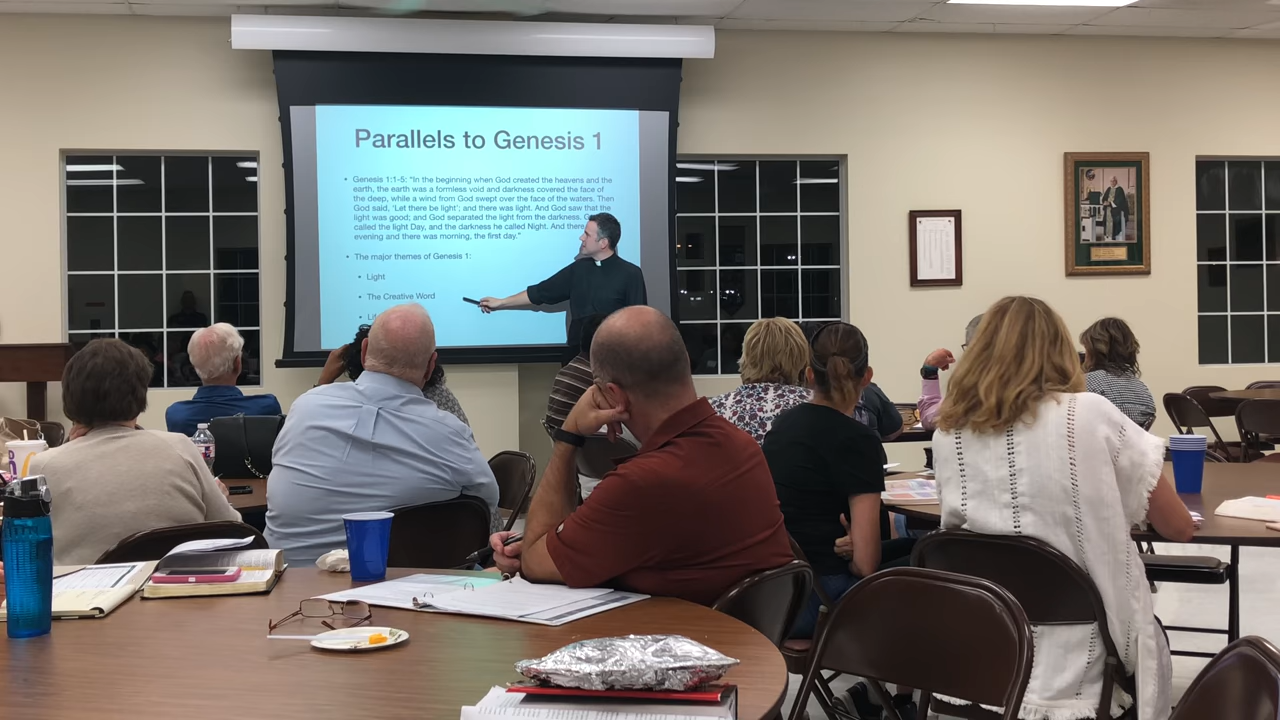 Parallels to Genesis 1
• Genesis 1:1-5: “In the beginning when God created the heavens and the
earth, the earth was a formless void and darkness covered the face of
the deep, while a wind from God swept over the face of the waters. Then
God said, ‘Let there be light’; and there was light. And God saw that the
light was good; and God separated the light from the darkness.
called the light Day, and the darkness he called Night. And there
evening and there was morning, the first day.”
• The major themes of Genesis 1:
• Light
• The Creative Word